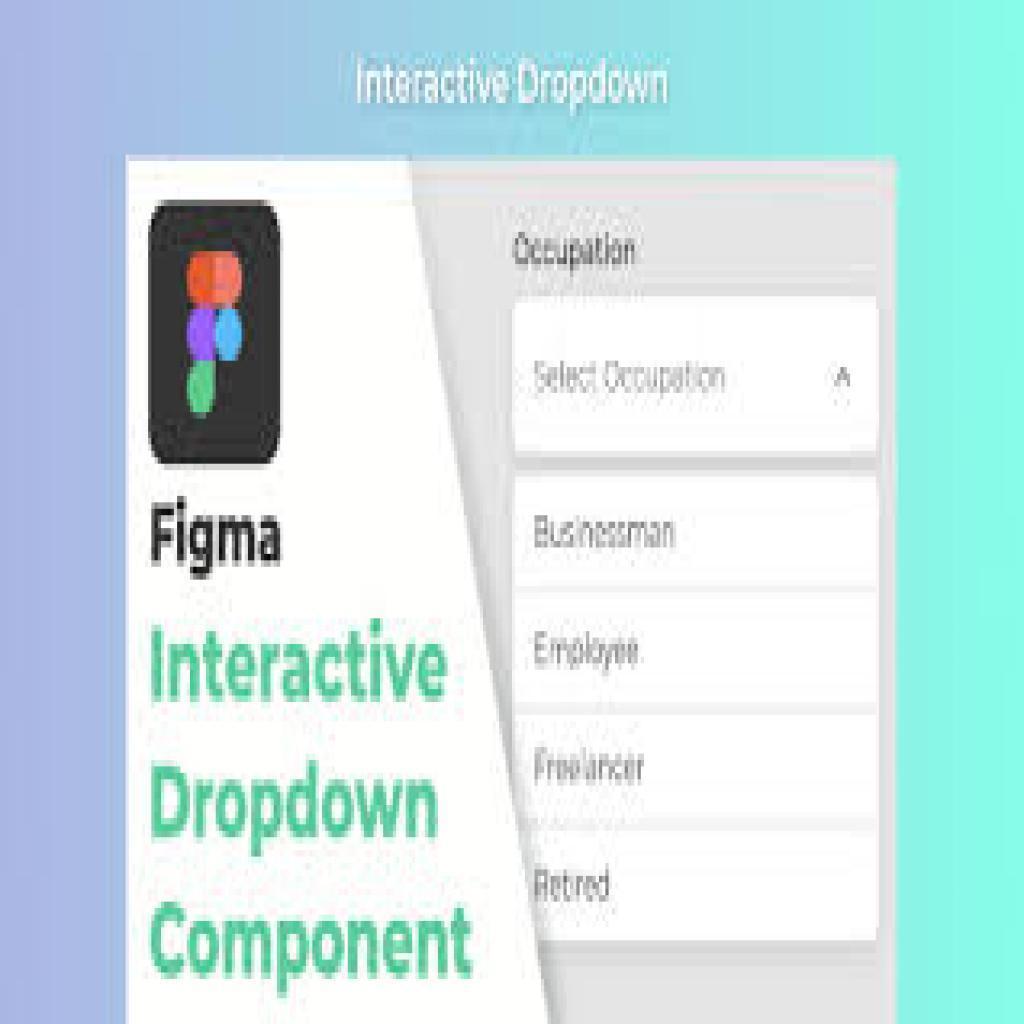 Interactive Dropdown
Figma
Interactive
Dropdown
Component
Occupation
Select Occupation
Businessman
Employee
Freelancer
Retired